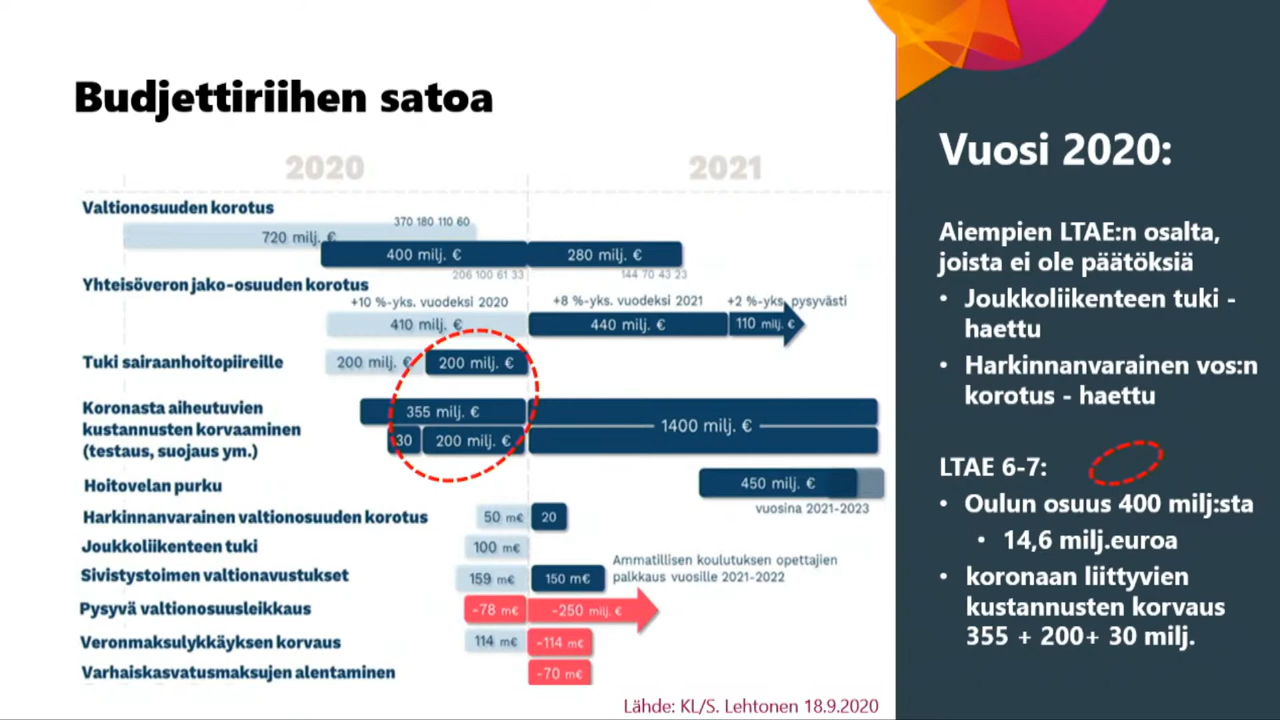 Budjettiriihen satoa
2020
2021
Valtionosuuden korotus
370 180 110 60
720 milj. €
400 milj. €
280 milj. €
206 100 61 33
144 70 43 23
Yhteisöveron jako-osuuden korotus
+10 %-yks. vuodeksi 2020
+8 %-yks. vuodeksi 2021
+2 %-yks. pysyvästi
410 milj. €
440 milj. €
110 milj. €
Tuki sairaanhoitopiireille
200 milj. €
200 milj. €
Koronasta aiheutuvien
kustannusten korvaaminen
(testaus, suojaus ym.)
355 milj. €
30
200 milj. €
1400 milj. €
Hoitovelan purku
450 milj. €
vuosina 2021-2023
Harkinnanvarainen valtionosuuden korotus
50 m€
20
Joukkoliikenteen tuki
100 m€
Sivistystoimen valtionavustukset
159 m€
150 m€
Ammatillisen koulutuksen opettajien
palkkaus vuosille 2021-2022
Pysyvä valtionosuusleikkaus
-78 m€
-250 milj. €
Veronmaksulykkäyksen korvaus
114 m€
-114 m€
Varhaiskasvatusmaksujen alentaminen
-70 m€
Lähde: KL/S. Lehtonen 18.9.2020
Vuosi 2020:
Aiempien LTAE:n osalta,
joista ei ole päätöksiä
• Joukkoliikenteen tuki -
haettu
• Harkinnanvarainen vos:n
korotus - haettu
LTAE 6-7:
• Oulun osuus 400 milj:sta
• 14,6 milj.euroa
• koronaan liittyvien
kustannusten korvaus
355 + 200+ 30 milj.